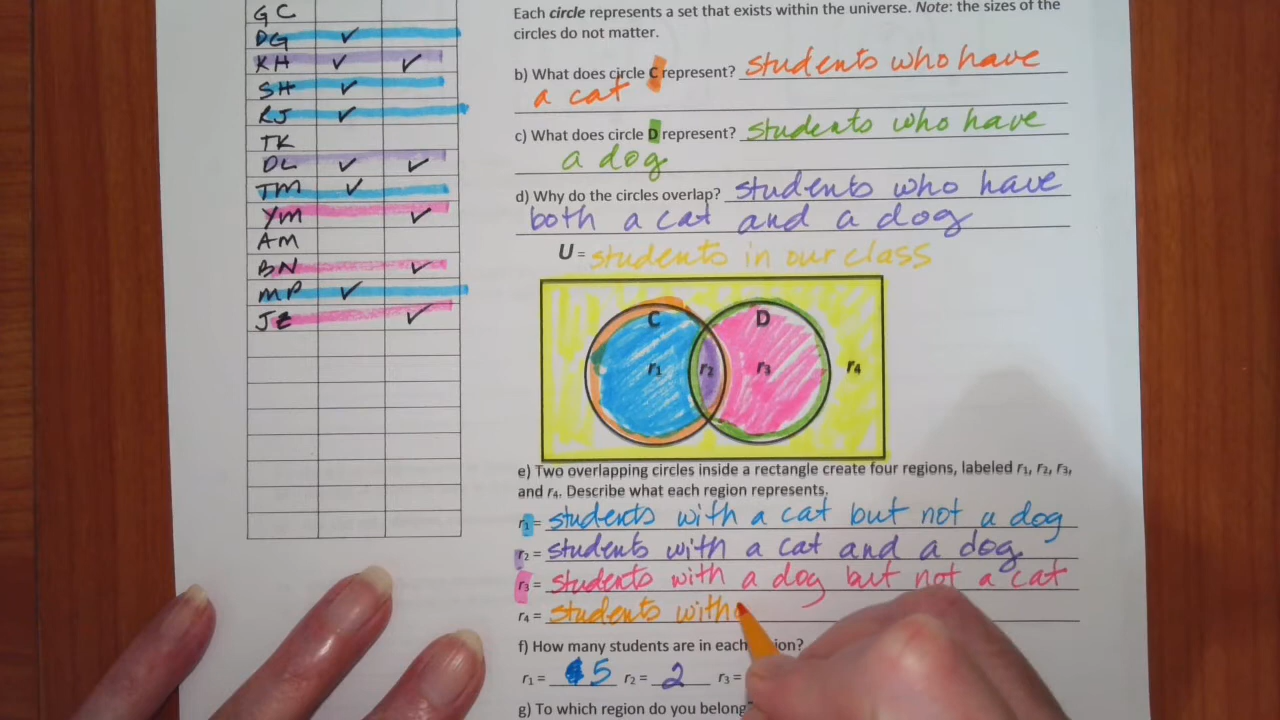 GC
DG ✓
KH ✓ ✓
SH ✓
RJ ✓
TK
DL ✓ ✓
TM ✓
YM ✓
AM
BN ✓
MP ✓
JZ ✓
Each circle represents a set that exists within the universe. Note: the sizes of the
circles do not matter.
b) What does circle C represent? students who have
a cat
c) What does circle D represent? students who have
a dog
d) Why do the circles overlap? students who have
both a cat and a dog
U = students in our class
C D
r1 r2 r3 r4
e) Two overlapping circles inside a rectangle create four regions, labeled r1, r2, r3,
and r4. Describe what each region represents.
r1 = students with a cat but not a dog
r2 = students with a cat and a dog
r3 = students with a dog but not a cat
r4 = students with
f) How many students are in each
r1 = 5 r2 = 2 r3 =
g) To which region do you belong